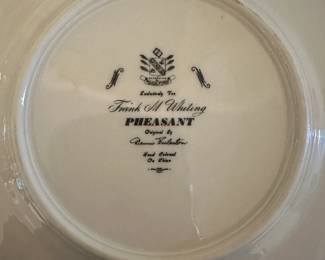 Exclusively For
Frank M Whiting
PHEASANT
Original By
Hand Colored
On China